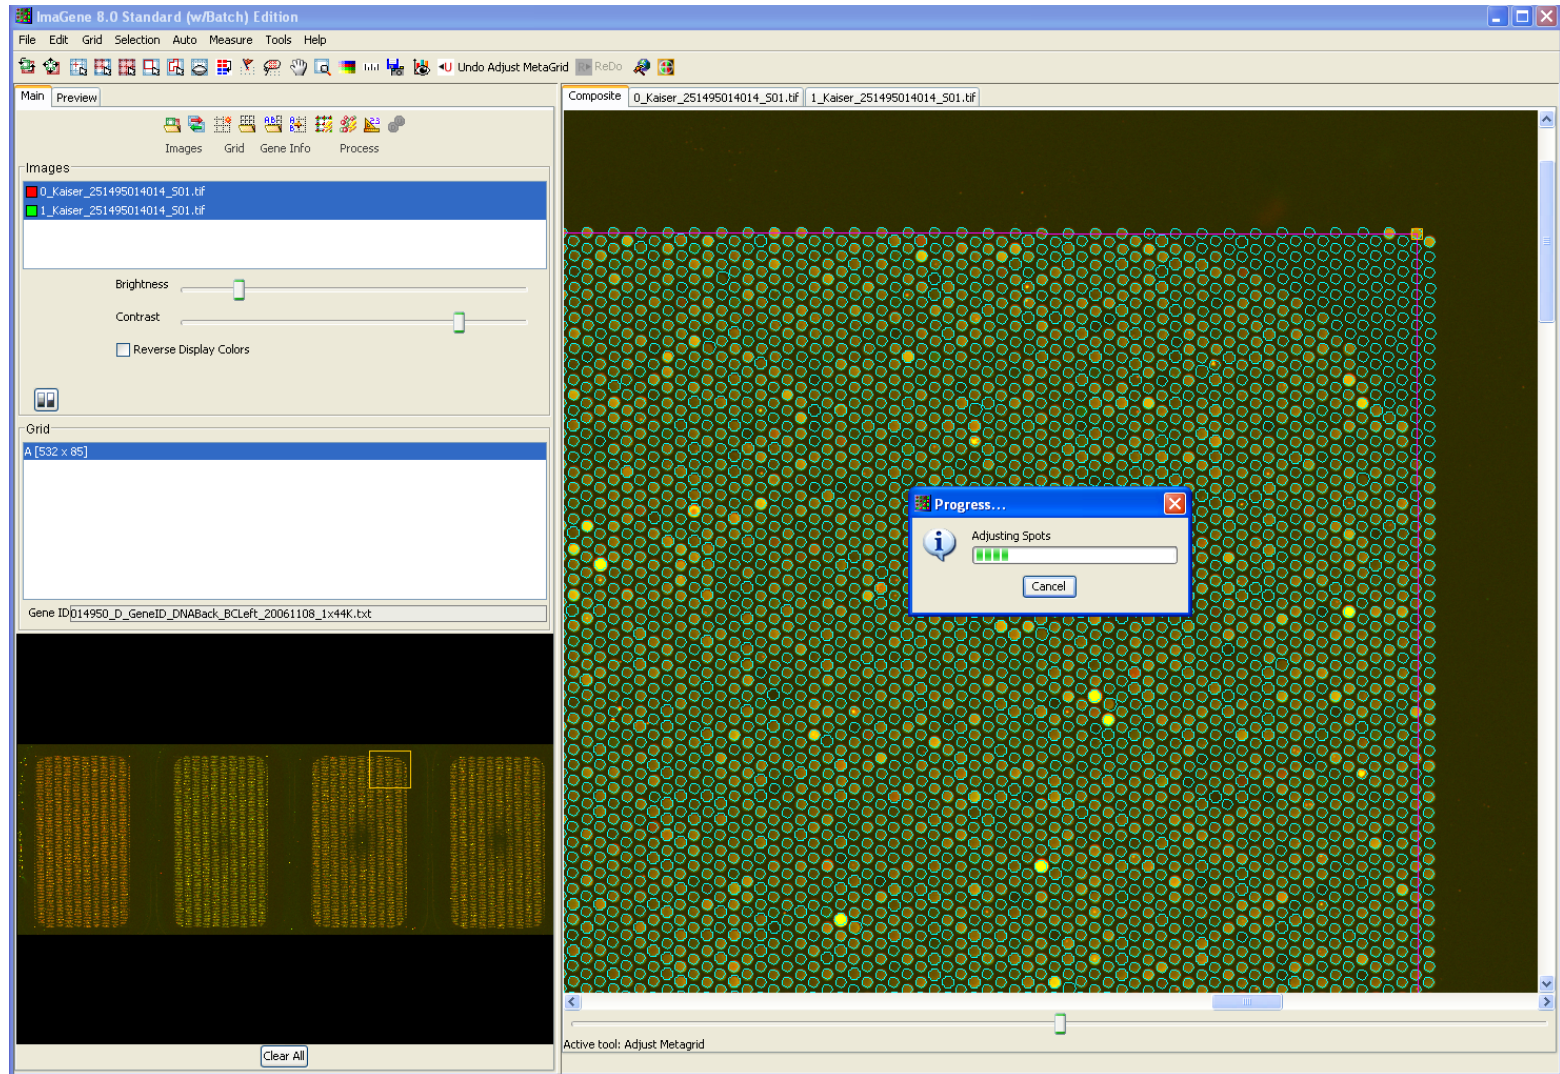 ImaGene 8.0 Standard (w/Batch) Edition
File Edit Grid Selection Auto Measure Tools Help
Undo Adjust MetaGrid ReDo
Main Preview
Composite 0_Kaiser_251495014014_S01.tif 1_Kaiser_251495014014_S01.tif
Images Grid Gene Info Process
Images
0_Kaiser_251495014014_S01.tif
1_Kaiser_251495014014_S01.tif
Brightness
Contrast
Reverse Display Colors
Grid
A [532 x 85]
Progress...
Adjusting Spots
Cancel
Gene ID 014950_D_GeneID_DNABack_BCLeft_20061108_1x44K.txt
Clear All
Active tool: Adjust Metagrid